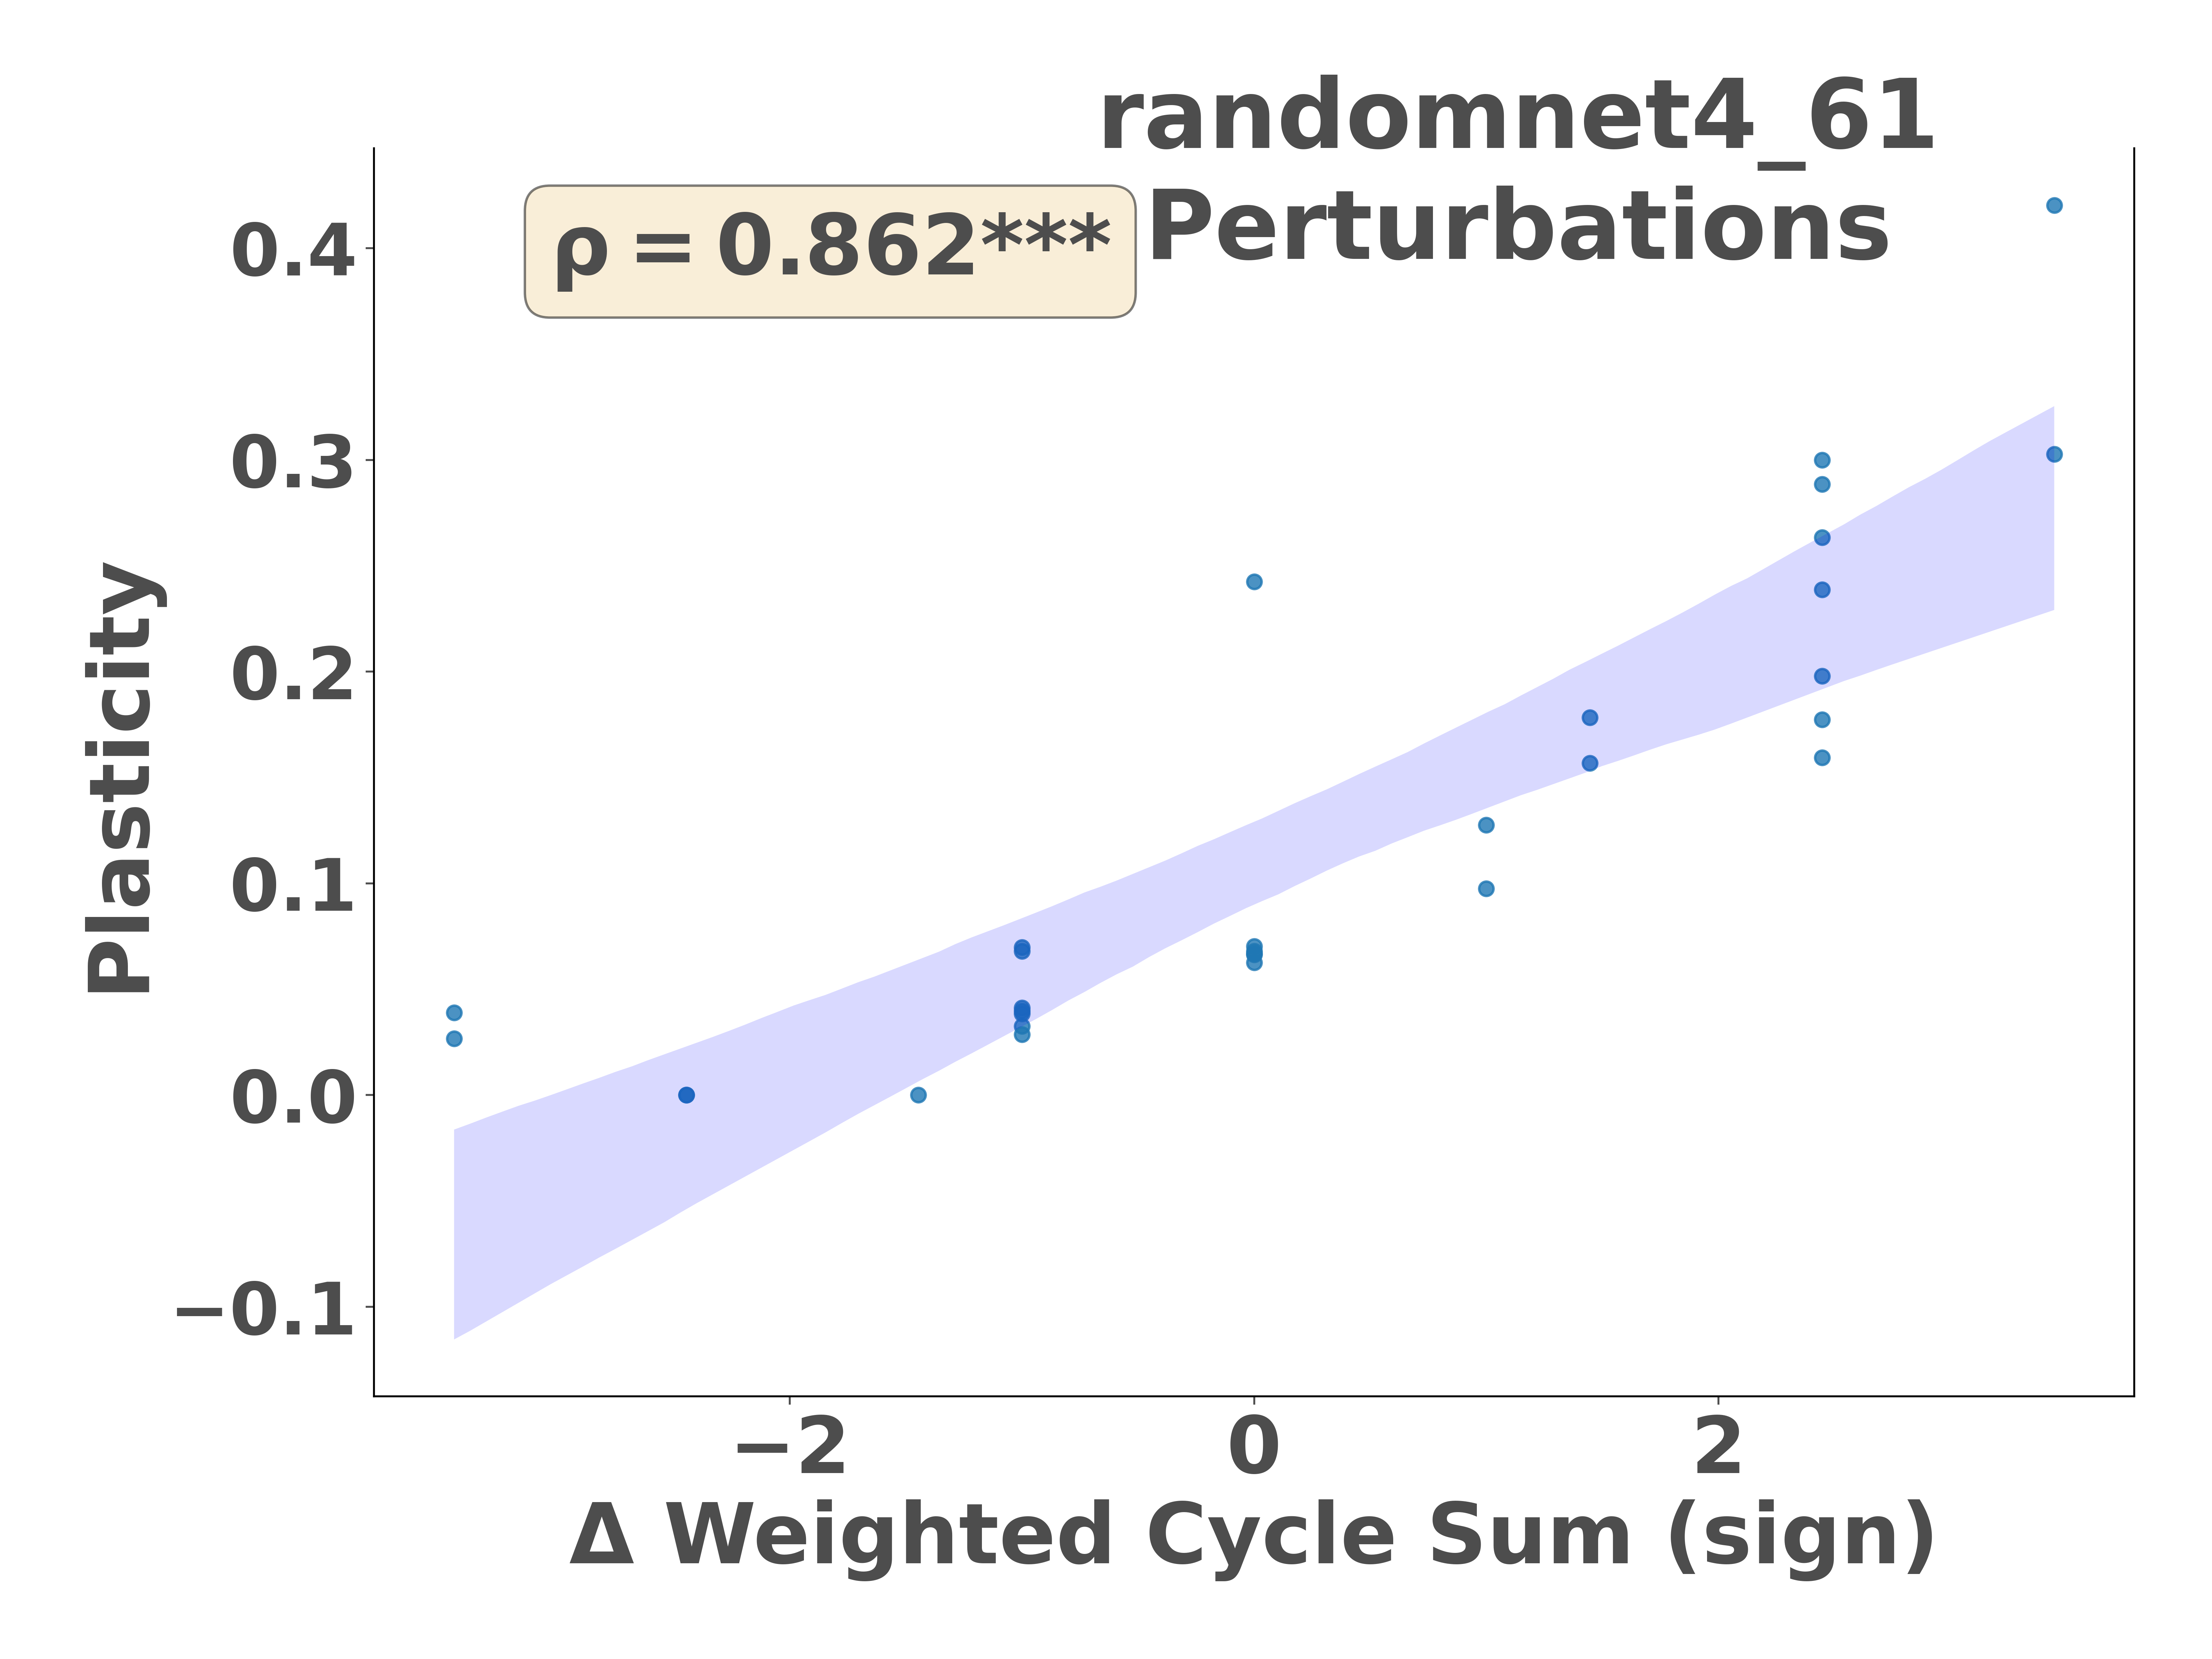 randomnet4_61
Perturbations
ρ = 0.862***
0.4
0.3
0.2
0.1
0.0
−0.1
Plasticity
−2
0
2
Δ Weighted Cycle Sum (sign)